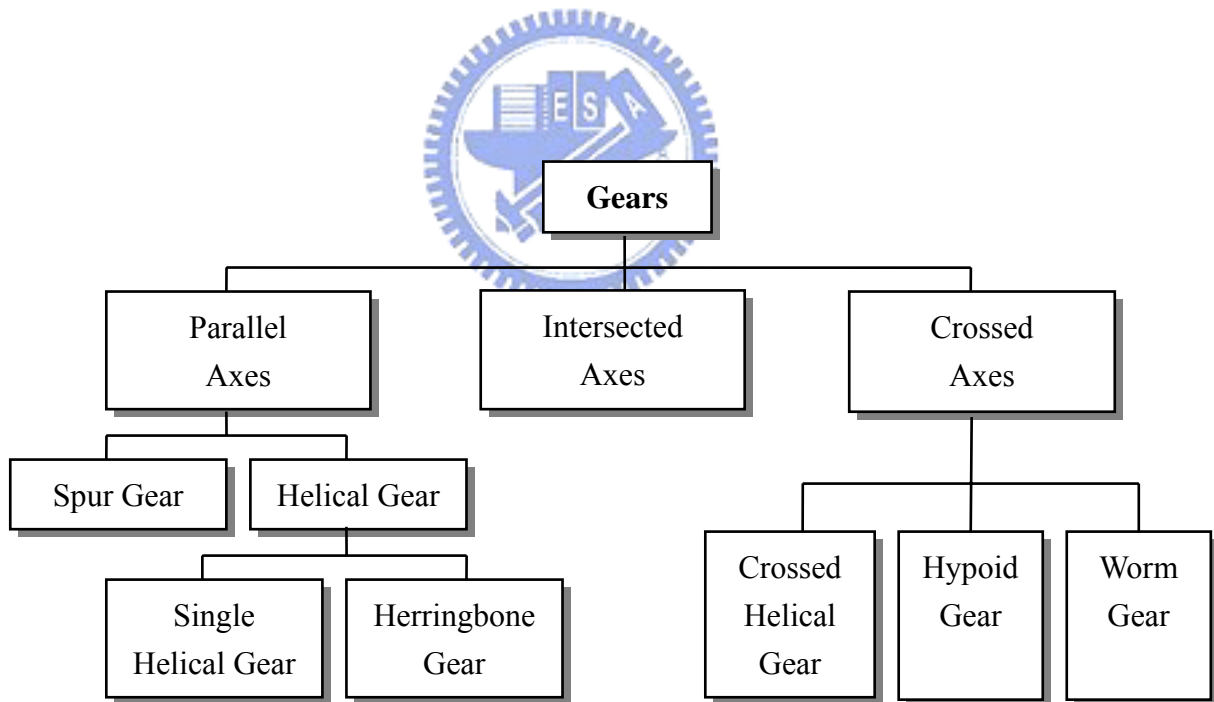 E S A
Gears
Parallel
Axes
Intersected
Axes
Crossed
Axes
Spur Gear
Helical Gear
Single
Helical Gear
Herringbone
Gear
Crossed
Helical
Gear
Hypoid
Gear
Worm
Gear